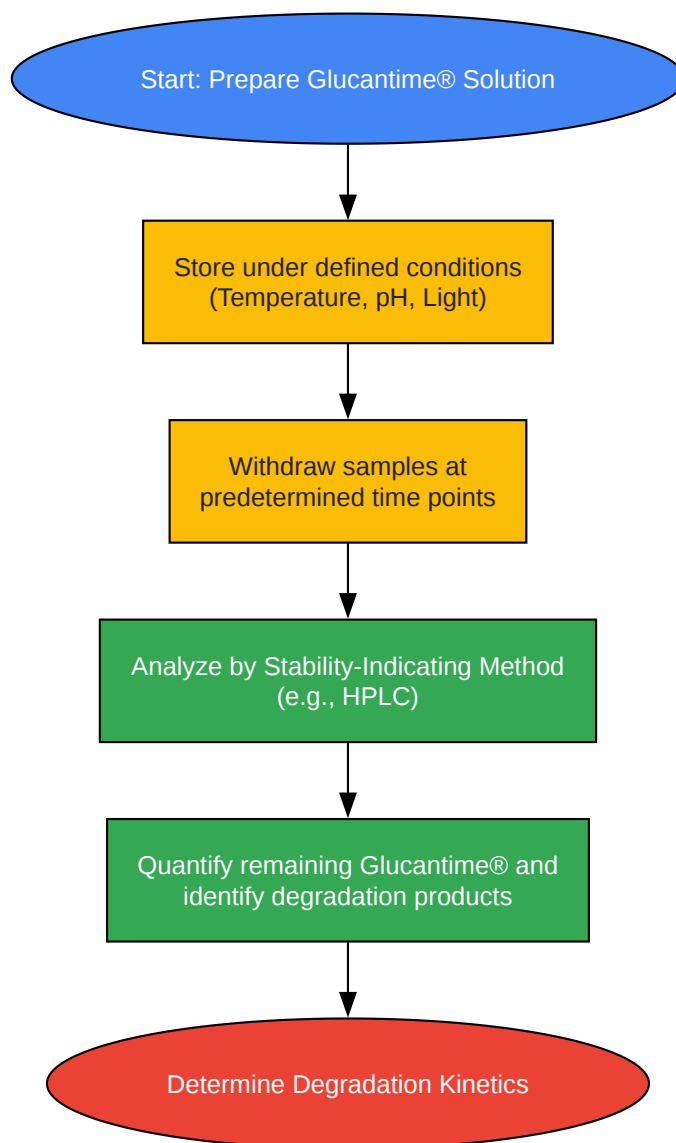 Start: Prepare Glucantime® Solution
Store under defined conditions
(Temperature, pH, Light)
Withdraw samples at
predetermined time points
Analyze by Stability-Indicating Method
(e.g., HPLC)
Quantify remaining Glucantime® and
identify degradation products
Determine Degradation Kinetics